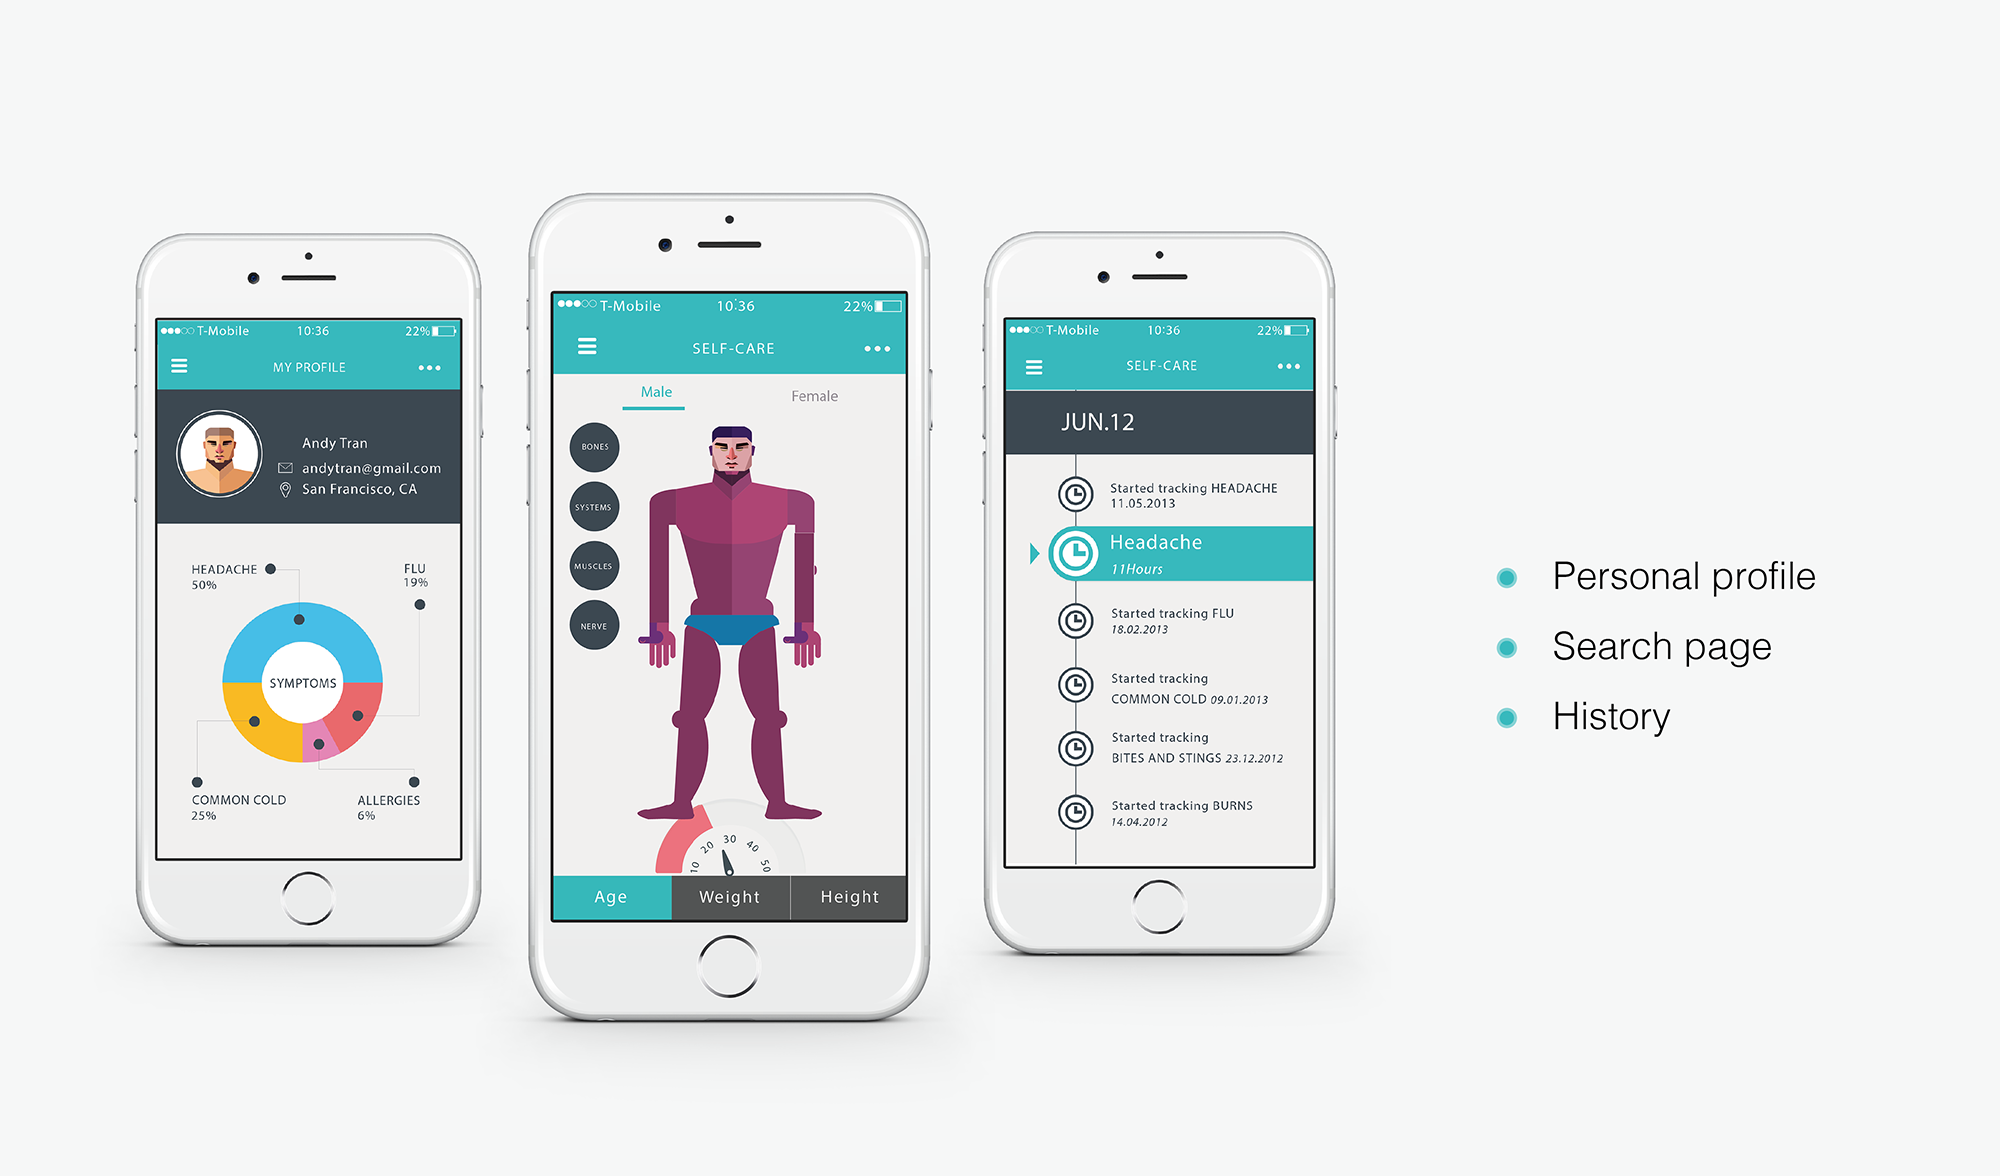 T-Mobile 10:36 22%
MY PROFILE
Andy Tran
andytran@gmail.com
San Francisco, CA
HEADACHE
50%
FLU
19%
SYMPTOMS
COMMON COLD
25%
ALLERGIES
6%
T-Mobile 10:36 22%
SELF-CARE
Male Female
BONES
SYSTEMS
MUSCLES
NERVE
10 20 30 40 50
Age Weight Height
T-Mobile 10:36 22%
SELF-CARE
JUN.12
Started tracking HEADACHE
11.05.2013
Headache
11Hours
Started tracking FLU
18.02.2013
Started tracking
COMMON COLD 09.01.2013
Started tracking
BITES AND STINGS 23.12.2012
Started tracking BURNS
14.04.2012
Personal profile
Search page
History